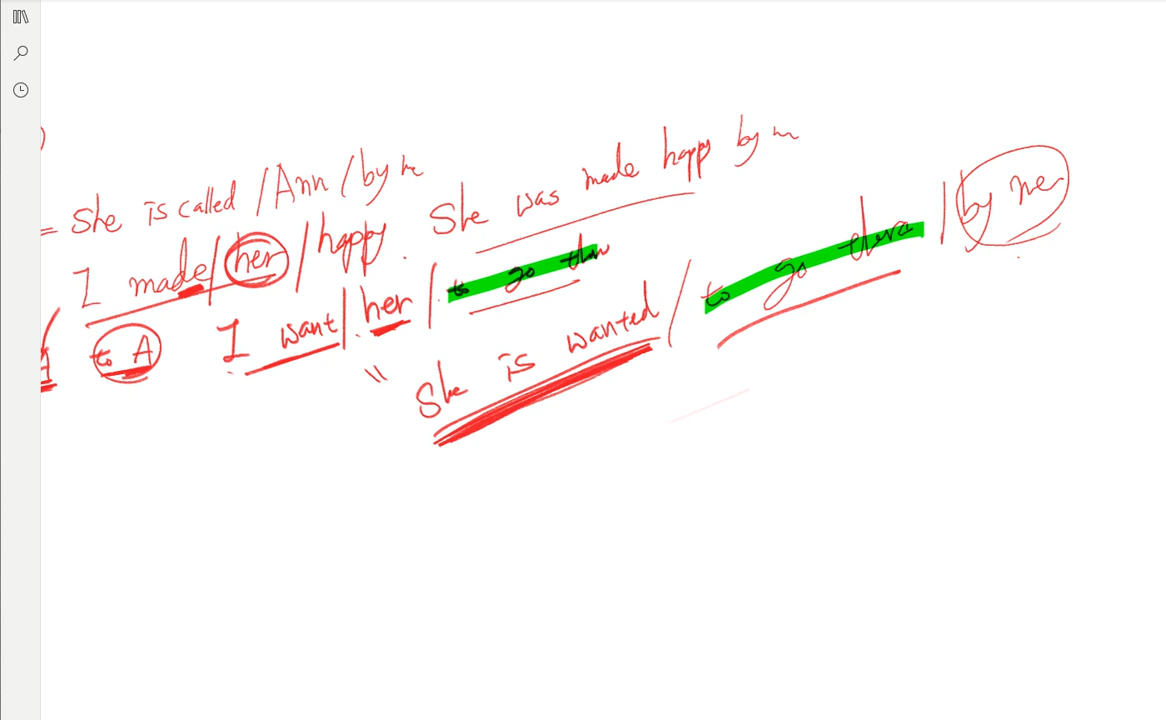 = She is called / Ann / by m
I made / her / happy. She was made happy by m
to A I want / her / to go ther
" She is wanted / to go there / by me